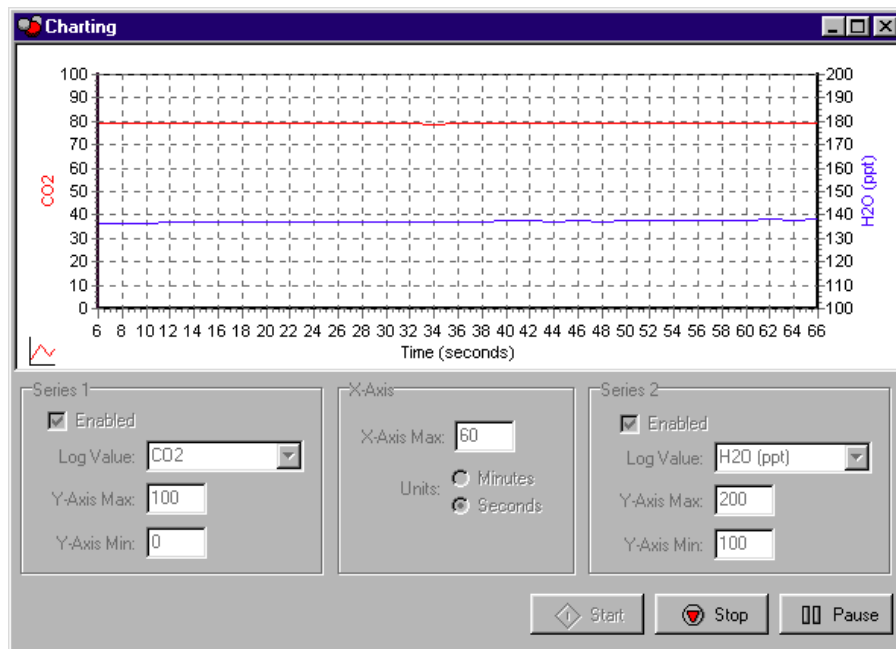 Charting
100 200
90 190
80 180
70 170
60 160
50 150
40 140
30 130
20 120
10 110
0 100
CO2
H2O (ppt)
6 8 10 12 14 16 18 20 22 24 26 28 30 32 34 36 38 40 42 44 46 48 50 52 54 56 58 60 62 64 66
Time (seconds)
Series 1
Enabled
Log Value: CO2
Y-Axis Max: 100
Y-Axis Min: 0
X-Axis
X-Axis Max: 60
Units: Minutes
Seconds
Series 2
Enabled
Log Value: H2O (ppt)
Y-Axis Max: 200
Y-Axis Min: 100
Start Stop Pause